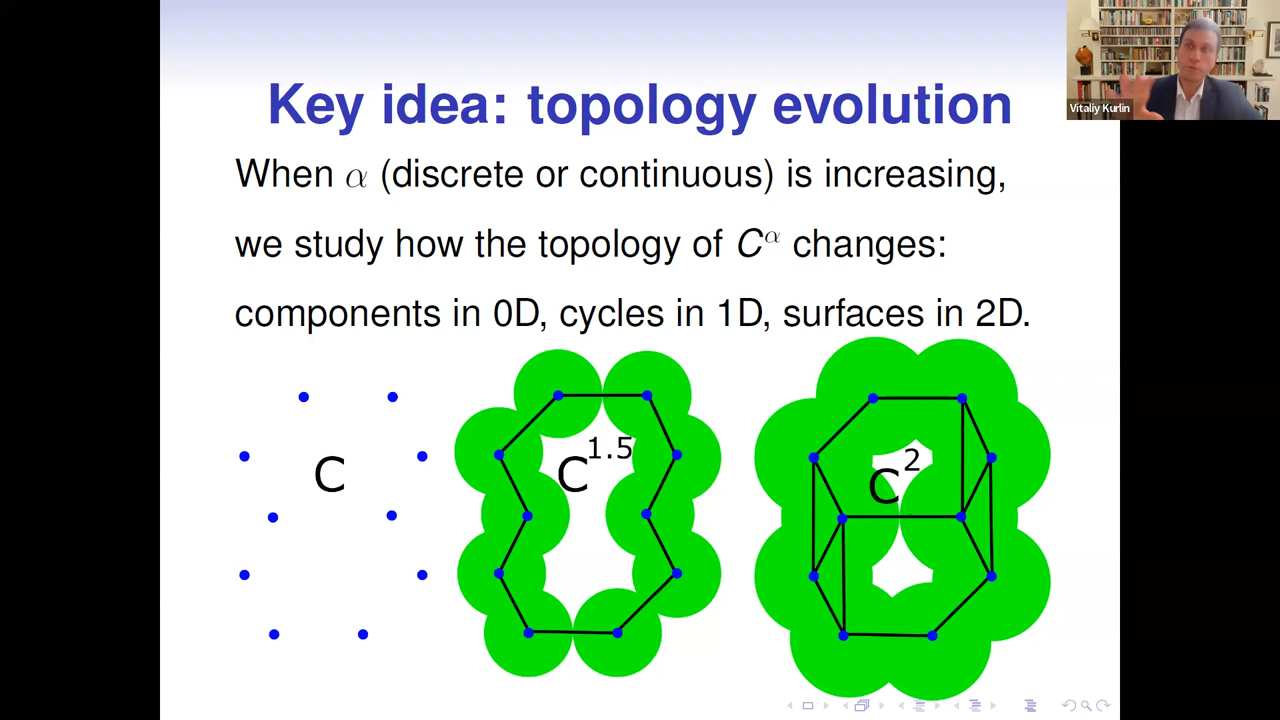 Key idea: topology evolution
Vitaliy Kurlin
When α (discrete or continuous) is increasing,
we study how the topology of C^α changes:
components in 0D, cycles in 1D, surfaces in 2D.
C
C^1.5
C^2